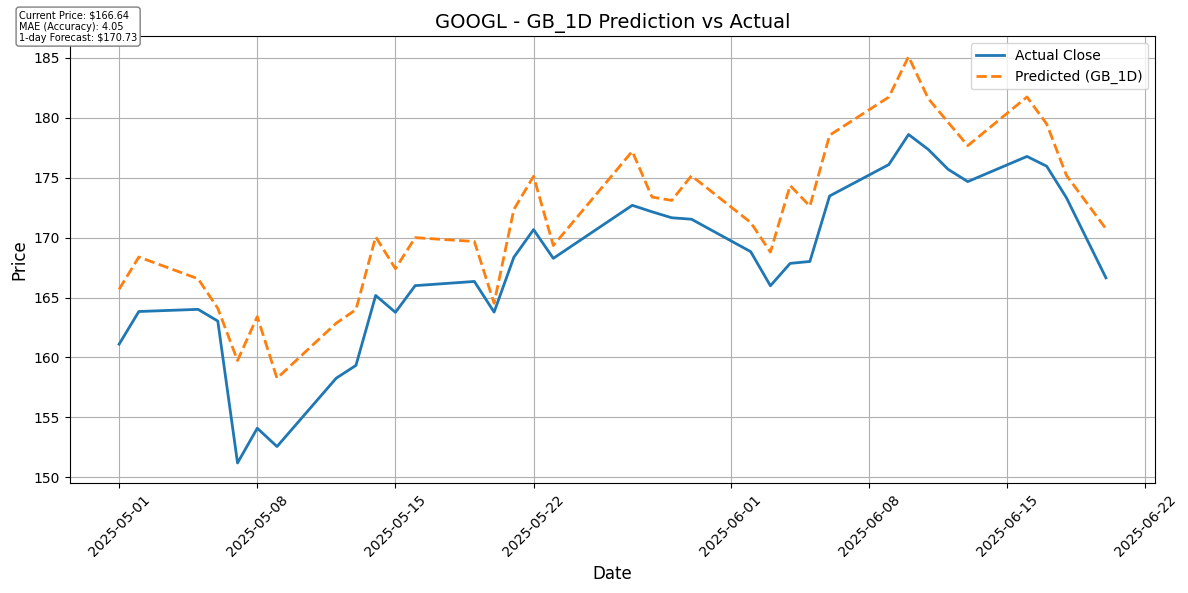 GOOGL - GB_1D Prediction vs Actual
Current Price: $166.64
MAE (Accuracy): 4.05
1-day Forecast: $170.73
Actual Close
Predicted (GB_1D)
Price
185
180
175
170
165
160
155
150
2025-05-01
2025-05-08
2025-05-15
2025-05-22
2025-06-01
2025-06-08
2025-06-15
2025-06-22
Date